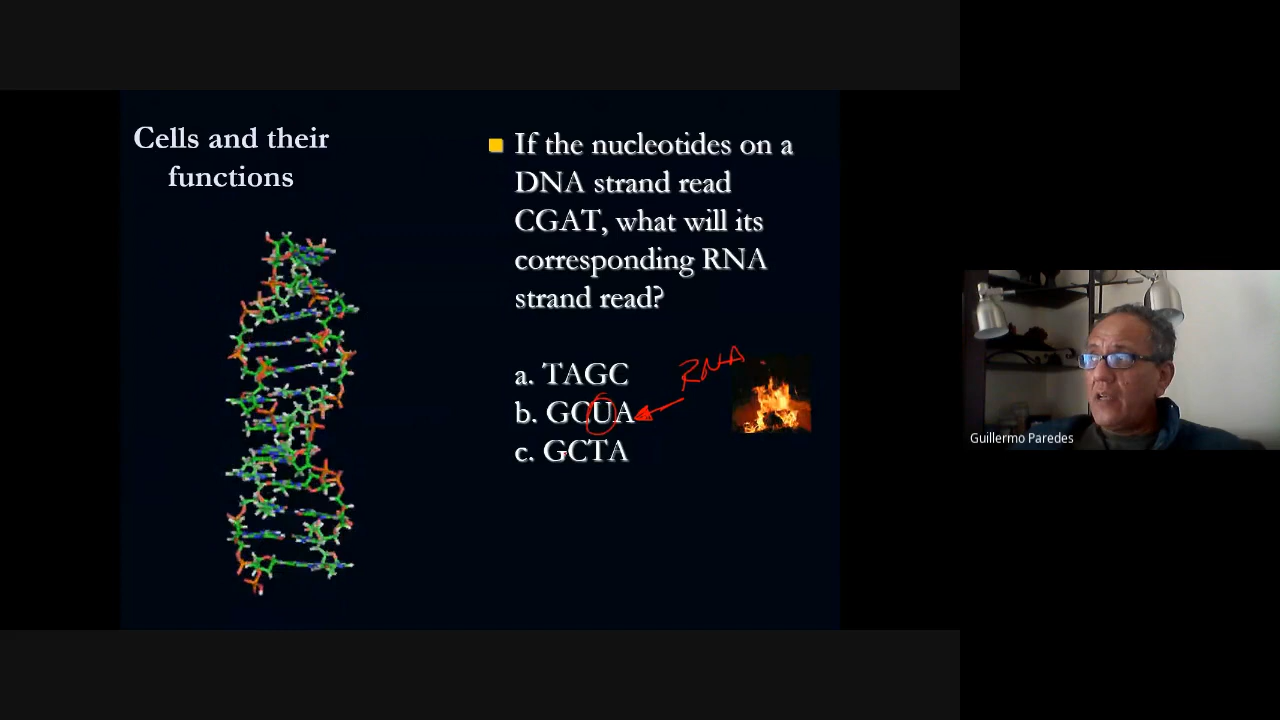 Cells and their
functions
If the nucleotides on a
DNA strand read
CGAT, what will its
corresponding RNA
strand read?
a. TAGC
RNA
b. GCUA
c. GCTA
Guillermo Paredes